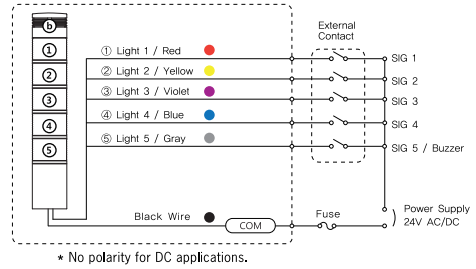 b
External
Contact
①
① Light 1 / Red
SIG 1
②
② Light 2 / Yellow
SIG 2
③
③ Light 3 / Violet
SIG 3
④
④ Light 4 / Blue
SIG 4
⑤
⑤ Light 5 / Gray
SIG 5 / Buzzer
Black Wire
COM
Fuse
Power Supply
24V AC/DC
* No polarity for DC applications.